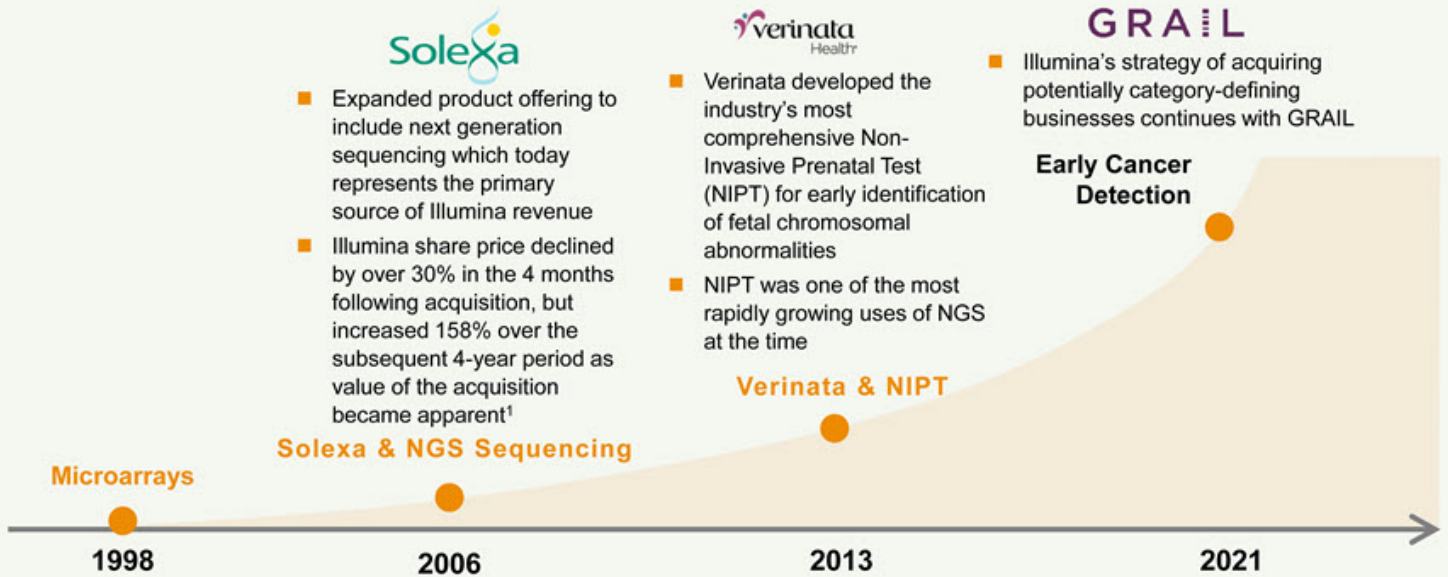 Solexa
■ Expanded product offering to
include next generation
sequencing which today
represents the primary
source of Illumina revenue
■ Illumina share price declined
by over 30% in the 4 months
following acquisition, but
increased 158% over the
subsequent 4-year period as
value of the acquisition
became apparent¹
Solexa & NGS Sequencing
verinata
Health
■ Verinata developed the
industry's most
comprehensive Non-
Invasive Prenatal Test
(NIPT) for early identification
of fetal chromosomal
abnormalities
■ NIPT was one of the most
rapidly growing uses of NGS
at the time
Verinata & NIPT
GRAIL
■ Illumina's strategy of acquiring
potentially category-defining
businesses continues with GRAIL
Early Cancer
Detection
Microarrays
1998
2006
2013
2021